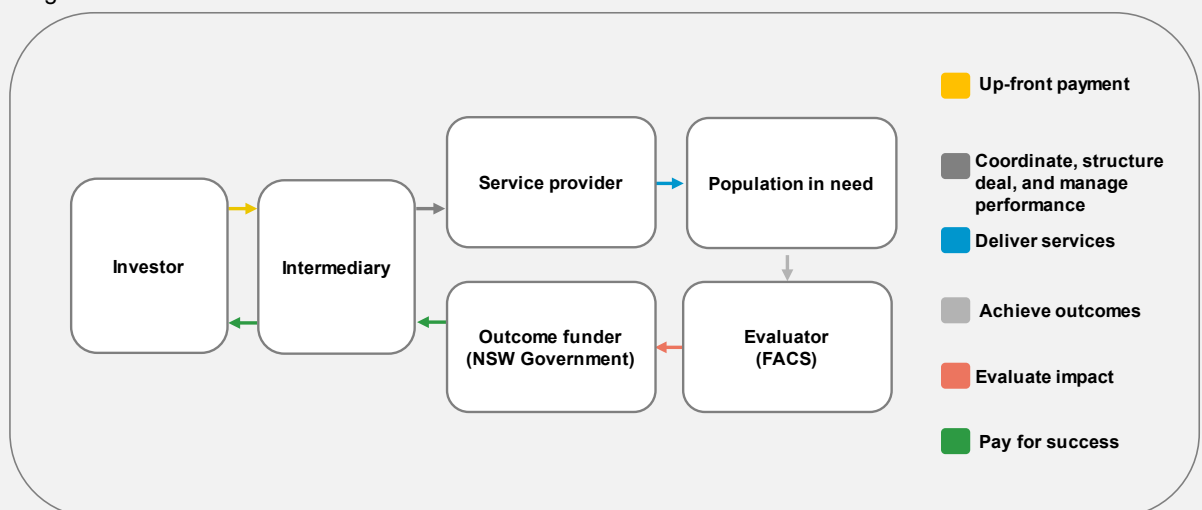 Service provider
Population in need
Investor
Intermediary
Outcome funder
(NSW Government)
Evaluator
(FACS)
Up-front payment
Coordinate, structure
deal, and manage
performance
Deliver services
Achieve outcomes
Evaluate impact
Pay for success